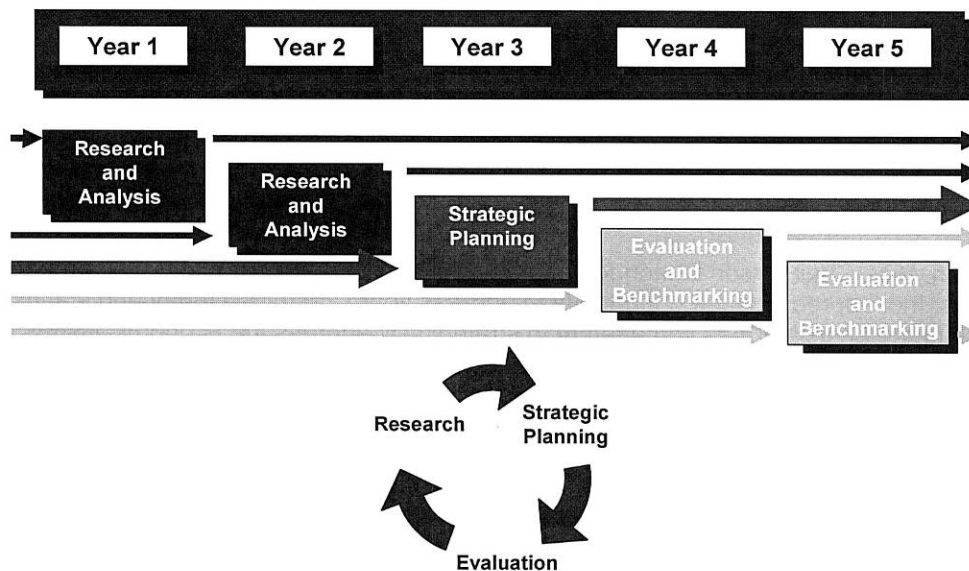 Year 1
Year 2
Year 3
Year 4
Year 5
Research
and
Analysis
Research
and
Analysis
Strategic
Planning
Evaluation
and
Benchmarking
Evaluation
and
Benchmarking
Research
Strategic
Planning
Evaluation